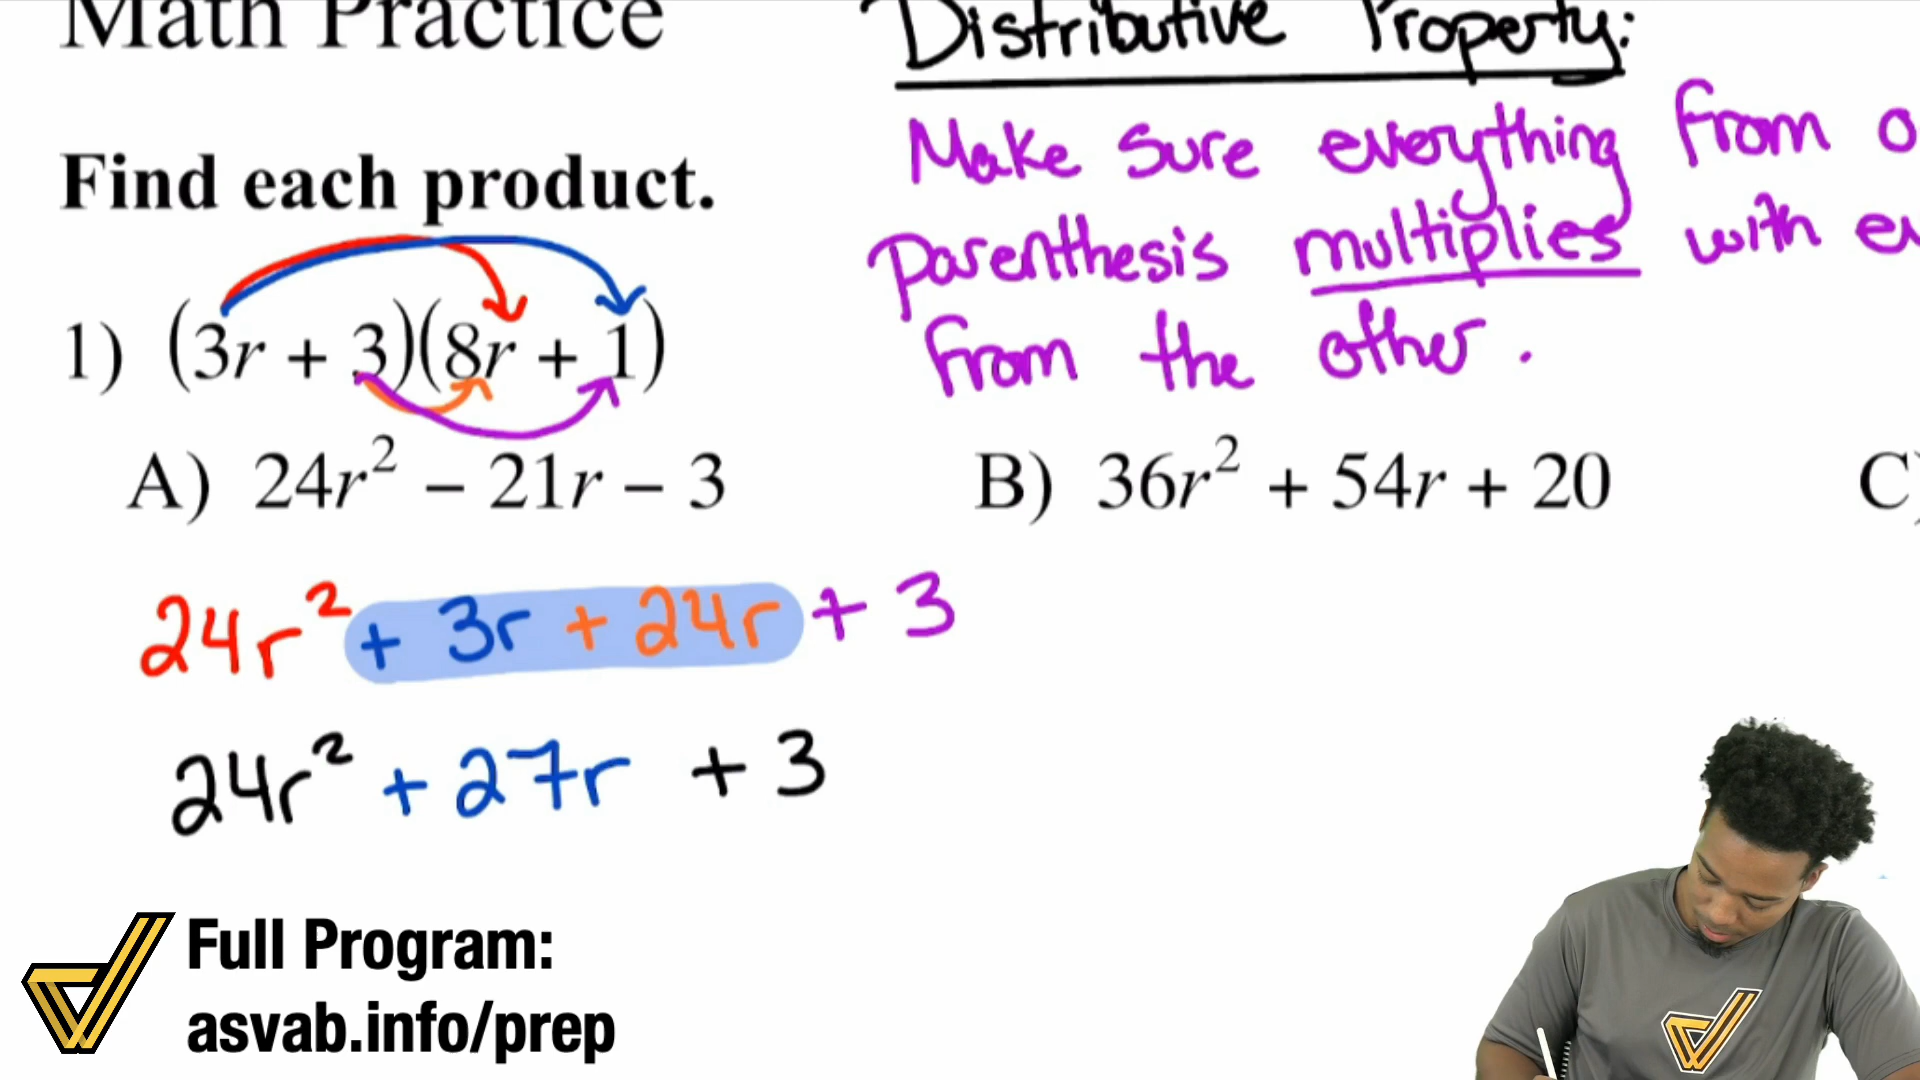 Math Practice
Distributive Property:
Make sure everything from
parenthesis multiplies with
from the other.
Find each product.
1) (3r + 3)(8r + 1)
A) 24r² − 21r − 3
B) 36r² + 54r + 20
C)
24r² + 3r + 24r + 3
24r² + 27r + 3
Full Program:
asvab.info/prep